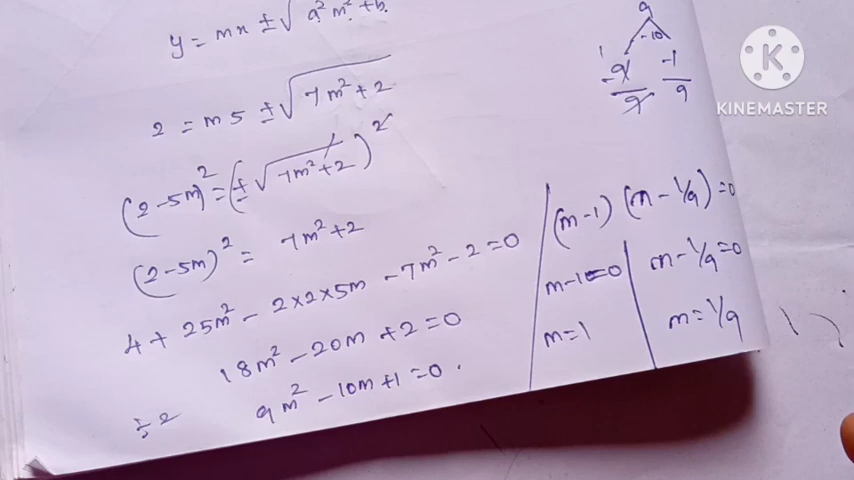 y = mx ± √a²m² + b
2 = m5 ± √7m² + 2
(2 - 5m)² = (± √7m² + 2)²
(2 - 5m)² = 7m² + 2
4 + 25m² - 2×2×5m - 7m² - 2 = 0
18m² - 20m + 2 = 0
÷ 2 9m² - 10m + 1 = 0.
9
-10
-9 -1
9 9
(m - 1) (m - 1/9) = 0
m - 1 = 0
m = 1
m - 1/9 = 0
m = 1/9
K
KINEMASTER